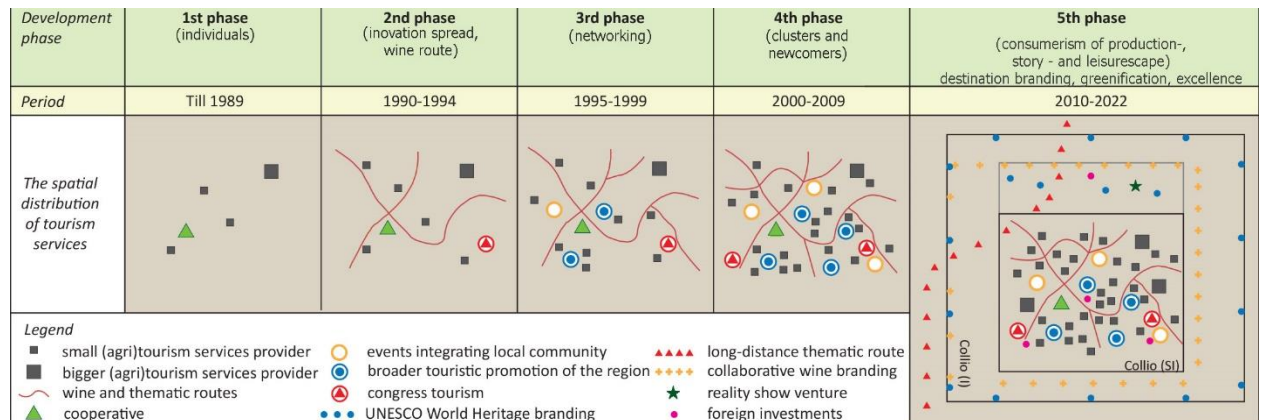 Development
phase
1st phase
(individuals)
2nd phase
(inovation spread,
wine route)
3rd phase
(networking)
4th phase
(clusters and
newcomers)
5th phase
(consumerism of production-,
story - and leisurescape)
destination branding, greenification, excellence
Period
Till 1989
1990-1994
1995-1999
2000-2009
2010-2022
The spatial
distribution
of tourism
services
Collio (I)
Collio (SI)
Legend
small (agri)tourism services provider
bigger (agri)tourism services provider
wine and thematic routes
cooperative
events integrating local community
broader touristic promotion of the region
congress tourism
UNESCO World Heritage branding
long-distance thematic route
collaborative wine branding
reality show venture
foreign investments